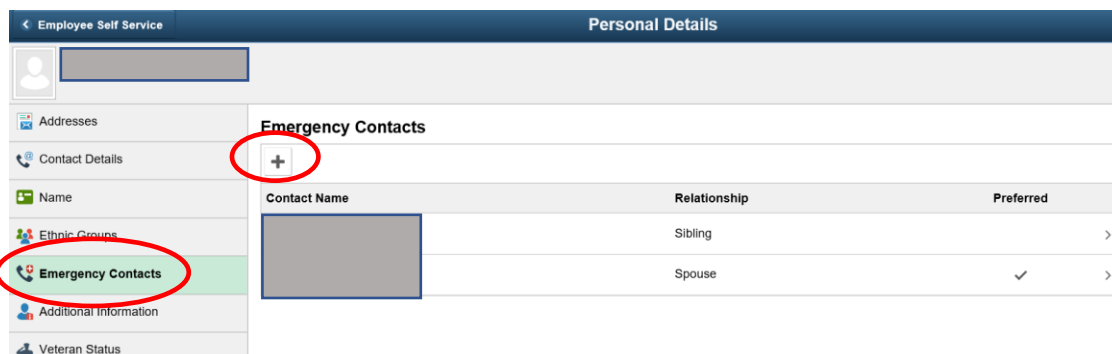 Employee Self Service
Personal Details
Addresses
Contact Details
Name
Ethnic Groups
Emergency Contacts
Additional Information
Veteran Status
Emergency Contacts
Contact Name Relationship Preferred
Sibling
Spouse